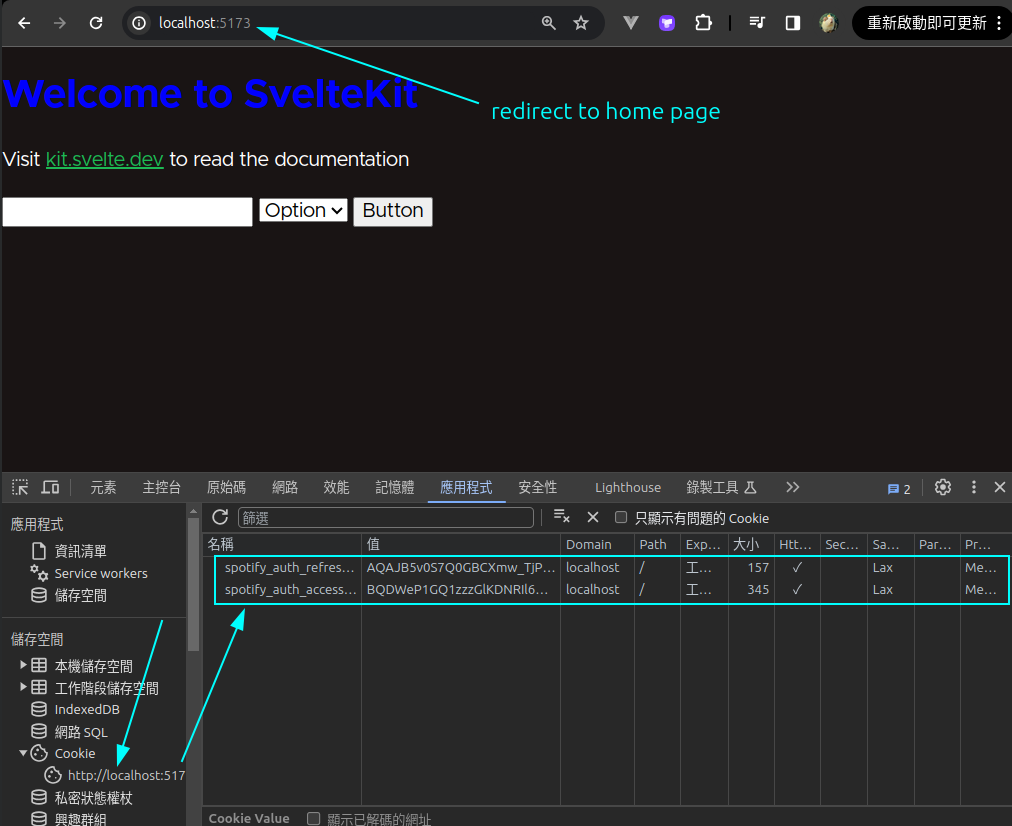 localhost:5173
重新啟動即可更新
Welcome to SvelteKit
redirect to home page
Visit kit.svelte.dev to read the documentation
Option Button
元素 主控台 原始碼 網路 效能 記憶體 應用程式 安全性 Lighthouse 錄製工具 2
應用程式
資訊清單
Service workers
儲存空間
儲存空間
本機儲存空間
工作階段儲存空間
IndexedDB
網路 SQL
Cookie
http://localhost:517
私密狀態權杖
興趣群組
篩選 只顯示有問題的 Cookie
名稱 值 Domain Path Exp... 大小 Htt... Sec... Sa... Par... Pr...
spotify_auth_refres... AQAJB5v0S7Q0GBCXmw_TJP... localhost / 工... 157 ✓ Lax Me...
spotify_auth_access... BQDWeP1GQ1zzzGlKDNRIl6... localhost / 工... 345 ✓ Lax Me...
Cookie Value 顯示已解碼的網址